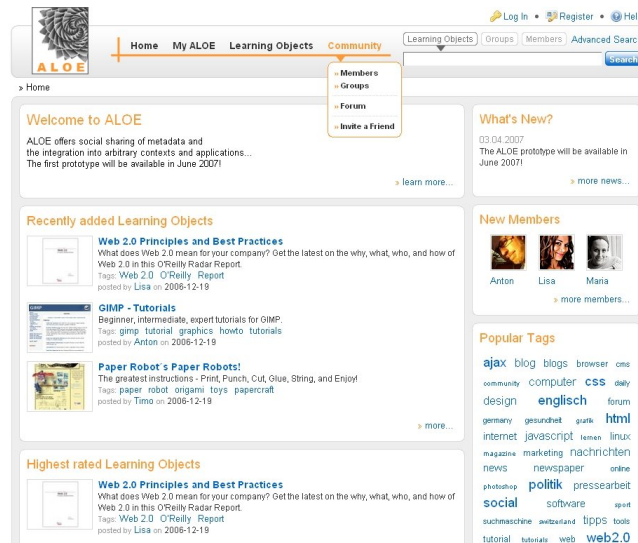 Log In • Register • Hel
ALOE
Home My ALOE Learning Objects Community
Learning Objects Groups Members Advanced Searc
Search
» Members
» Groups
» Forum
» Invite a Friend
» Home
Welcome to ALOE
ALOE offers social sharing of metadata and
the integration into arbitrary contexts and applications...
The first prototype will be available in June 2007!
» learn more...
Recently added Learning Objects
Web 2.0 Principles and Best Practices
What does Web 2.0 mean for your company? Get the latest on the why, what, who, and how of
Web 2.0 in this O'Reilly Radar Report.
Tags: Web 2.0 O'Reilly Report
posted by Lisa on 2006-12-19
GIMP - Tutorials
Beginner, intermediate, expert tutorials for GIMP.
Tags: gimp tutorial graphics howto tutorials
posted by Anton on 2006-12-19
Paper Robot´s Paper Robots!
The greatest instructions - Print, Punch, Cut, Glue, String, and Enjoy!
Tags: paper robot origami toys papercraft
posted by Timo on 2006-12-19
» more...
Highest rated Learning Objects
Web 2.0 Principles and Best Practices
What does Web 2.0 mean for your company? Get the latest on the why, what, who, and how of
Web 2.0 in this O'Reilly Radar Report.
Tags: Web 2.0 O'Reilly Report
posted by Lisa on 2006-12-19
What's New?
03.04.2007
The ALOE prototype will be available in
June 2007!
» more news...
New Members
Anton Lisa Maria
» more members...
Popular Tags
ajax blog blogs browser cms
community computer css daily
design englisch forum
germany gesundheit grafik html
internet javascript lernen linux
magazine marketing nachrichten
news newspaper online
photoshop politik pressearbeit
social software sport
suchmaschine switzerland tipps tools
tutorial tutorials web web2.0